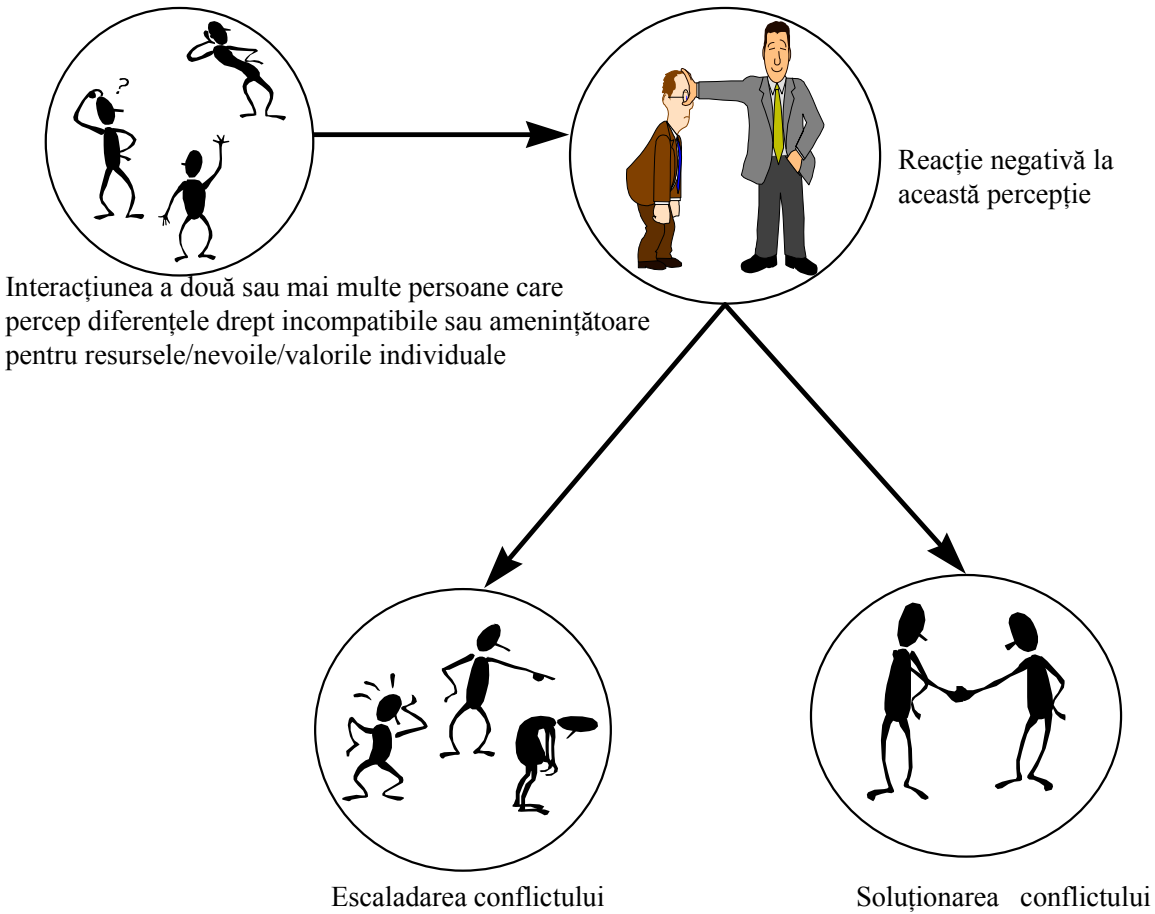 ?
Reacție negativă la
această percepție
Interacțiunea a două sau mai multe persoane care
percep diferențele drept incompatibile sau amenințătoare
pentru resursele/nevoile/valorile individuale
Escaladarea conflictului
Soluționarea conflictului